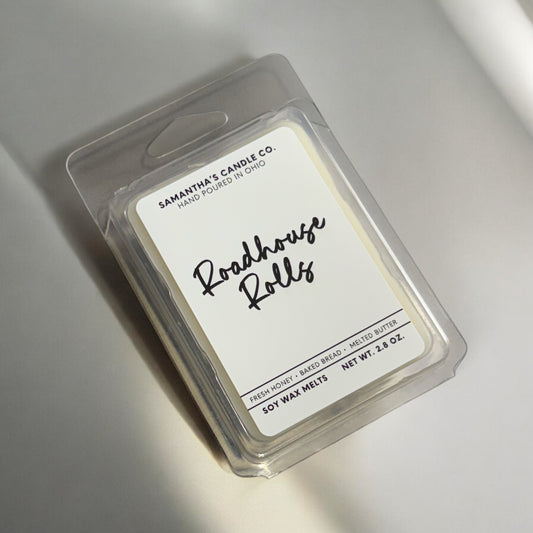 SAMANTHA'S CANDLE CO.
HAND POURED IN OHIO
Roadhouse
Rolls
FRESH HONEY • BAKED BREAD • MELTED BUTTER
SOY WAX MELTS NET WT. 2.8 OZ.